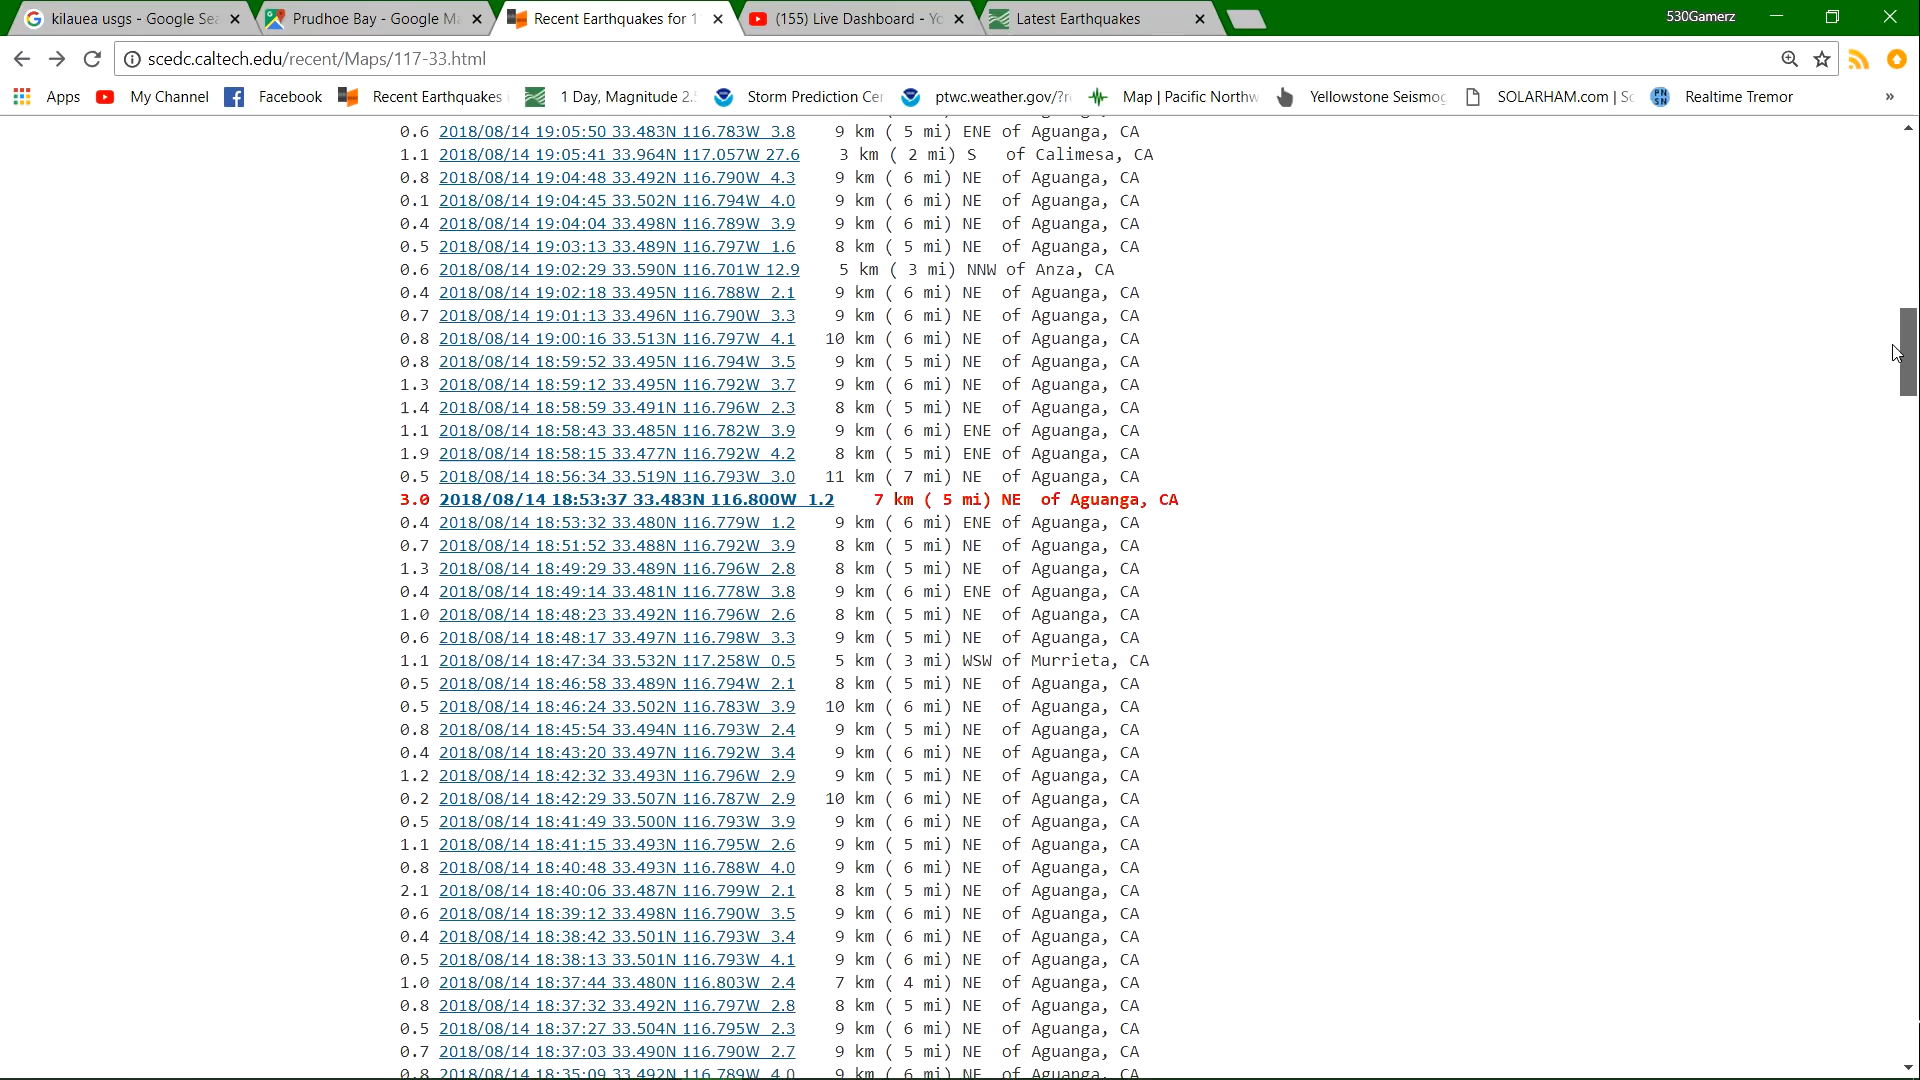 kilauea usgs - Google Sea
Prudhoe Bay - Google Ma
Recent Earthquakes for 1
(155) Live Dashboard - Yo
Latest Earthquakes
530Gamerz
scedc.caltech.edu/recent/Maps/117-33.html
Apps My Channel Facebook Recent Earthquakes 1 Day, Magnitude 2. Storm Prediction Cen ptwc.weather.gov/?r Map | Pacific Northw Yellowstone Seismog SOLARHAM.com | So PNSN Realtime Tremor »
0.6 2018/08/14 19:05:50 33.483N 116.783W 3.8 9 km ( 5 mi) ENE of Aguanga, CA
1.1 2018/08/14 19:05:41 33.964N 117.057W 27.6 3 km ( 2 mi) S of Calimesa, CA
0.8 2018/08/14 19:04:48 33.492N 116.790W 4.3 9 km ( 6 mi) NE of Aguanga, CA
0.1 2018/08/14 19:04:45 33.502N 116.794W 4.0 9 km ( 6 mi) NE of Aguanga, CA
0.4 2018/08/14 19:04:04 33.498N 116.789W 3.9 9 km ( 6 mi) NE of Aguanga, CA
0.5 2018/08/14 19:03:13 33.489N 116.797W 1.6 8 km ( 5 mi) NE of Aguanga, CA
0.6 2018/08/14 19:02:29 33.590N 116.701W 12.9 5 km ( 3 mi) NNW of Anza, CA
0.4 2018/08/14 19:02:18 33.495N 116.788W 2.1 9 km ( 6 mi) NE of Aguanga, CA
0.7 2018/08/14 19:01:13 33.496N 116.790W 3.3 9 km ( 6 mi) NE of Aguanga, CA
0.8 2018/08/14 19:00:16 33.513N 116.797W 4.1 10 km ( 6 mi) NE of Aguanga, CA
0.8 2018/08/14 18:59:52 33.495N 116.794W 3.5 9 km ( 5 mi) NE of Aguanga, CA
1.3 2018/08/14 18:59:12 33.495N 116.792W 3.7 9 km ( 6 mi) NE of Aguanga, CA
1.4 2018/08/14 18:58:59 33.491N 116.796W 2.3 8 km ( 5 mi) NE of Aguanga, CA
1.1 2018/08/14 18:58:43 33.485N 116.782W 3.9 9 km ( 6 mi) ENE of Aguanga, CA
1.9 2018/08/14 18:58:15 33.477N 116.792W 4.2 8 km ( 5 mi) ENE of Aguanga, CA
0.5 2018/08/14 18:56:34 33.519N 116.793W 3.0 11 km ( 7 mi) NE of Aguanga, CA
3.0 2018/08/14 18:53:37 33.483N 116.800W 1.2 7 km ( 5 mi) NE of Aguanga, CA
0.4 2018/08/14 18:53:32 33.480N 116.779W 1.2 9 km ( 6 mi) ENE of Aguanga, CA
0.7 2018/08/14 18:51:52 33.488N 116.792W 3.9 8 km ( 5 mi) NE of Aguanga, CA
1.3 2018/08/14 18:49:29 33.489N 116.796W 2.8 8 km ( 5 mi) NE of Aguanga, CA
0.4 2018/08/14 18:49:14 33.481N 116.778W 3.8 9 km ( 6 mi) ENE of Aguanga, CA
1.0 2018/08/14 18:48:23 33.492N 116.796W 2.6 8 km ( 5 mi) NE of Aguanga, CA
0.6 2018/08/14 18:48:17 33.497N 116.798W 3.3 9 km ( 5 mi) NE of Aguanga, CA
1.1 2018/08/14 18:47:34 33.532N 117.258W 0.5 5 km ( 3 mi) WSW of Murrieta, CA
0.5 2018/08/14 18:46:58 33.489N 116.794W 2.1 8 km ( 5 mi) NE of Aguanga, CA
0.5 2018/08/14 18:46:24 33.502N 116.783W 3.9 10 km ( 6 mi) NE of Aguanga, CA
0.8 2018/08/14 18:45:54 33.494N 116.793W 2.4 9 km ( 5 mi) NE of Aguanga, CA
0.4 2018/08/14 18:43:20 33.497N 116.792W 3.4 9 km ( 6 mi) NE of Aguanga, CA
1.2 2018/08/14 18:42:32 33.493N 116.796W 2.9 9 km ( 5 mi) NE of Aguanga, CA
0.2 2018/08/14 18:42:29 33.507N 116.787W 2.9 10 km ( 6 mi) NE of Aguanga, CA
0.5 2018/08/14 18:41:49 33.500N 116.793W 3.9 9 km ( 6 mi) NE of Aguanga, CA
1.1 2018/08/14 18:41:15 33.493N 116.795W 2.6 9 km ( 5 mi) NE of Aguanga, CA
0.8 2018/08/14 18:40:48 33.493N 116.788W 4.0 9 km ( 6 mi) NE of Aguanga, CA
2.1 2018/08/14 18:40:06 33.487N 116.799W 2.1 8 km ( 5 mi) NE of Aguanga, CA
0.6 2018/08/14 18:39:12 33.498N 116.790W 3.5 9 km ( 6 mi) NE of Aguanga, CA
0.4 2018/08/14 18:38:42 33.501N 116.793W 3.4 9 km ( 6 mi) NE of Aguanga, CA
0.5 2018/08/14 18:38:13 33.501N 116.793W 4.1 9 km ( 6 mi) NE of Aguanga, CA
1.0 2018/08/14 18:37:44 33.480N 116.803W 2.4 7 km ( 4 mi) NE of Aguanga, CA
0.8 2018/08/14 18:37:32 33.492N 116.797W 2.8 8 km ( 5 mi) NE of Aguanga, CA
0.5 2018/08/14 18:37:27 33.504N 116.795W 2.3 9 km ( 6 mi) NE of Aguanga, CA
0.7 2018/08/14 18:37:03 33.490N 116.790W 2.7 9 km ( 5 mi) NE of Aguanga, CA
0.8 2018/08/14 18:35:09 33.492N 116.789W 4.0 9 km ( 6 mi) NE of Aguanga, CA